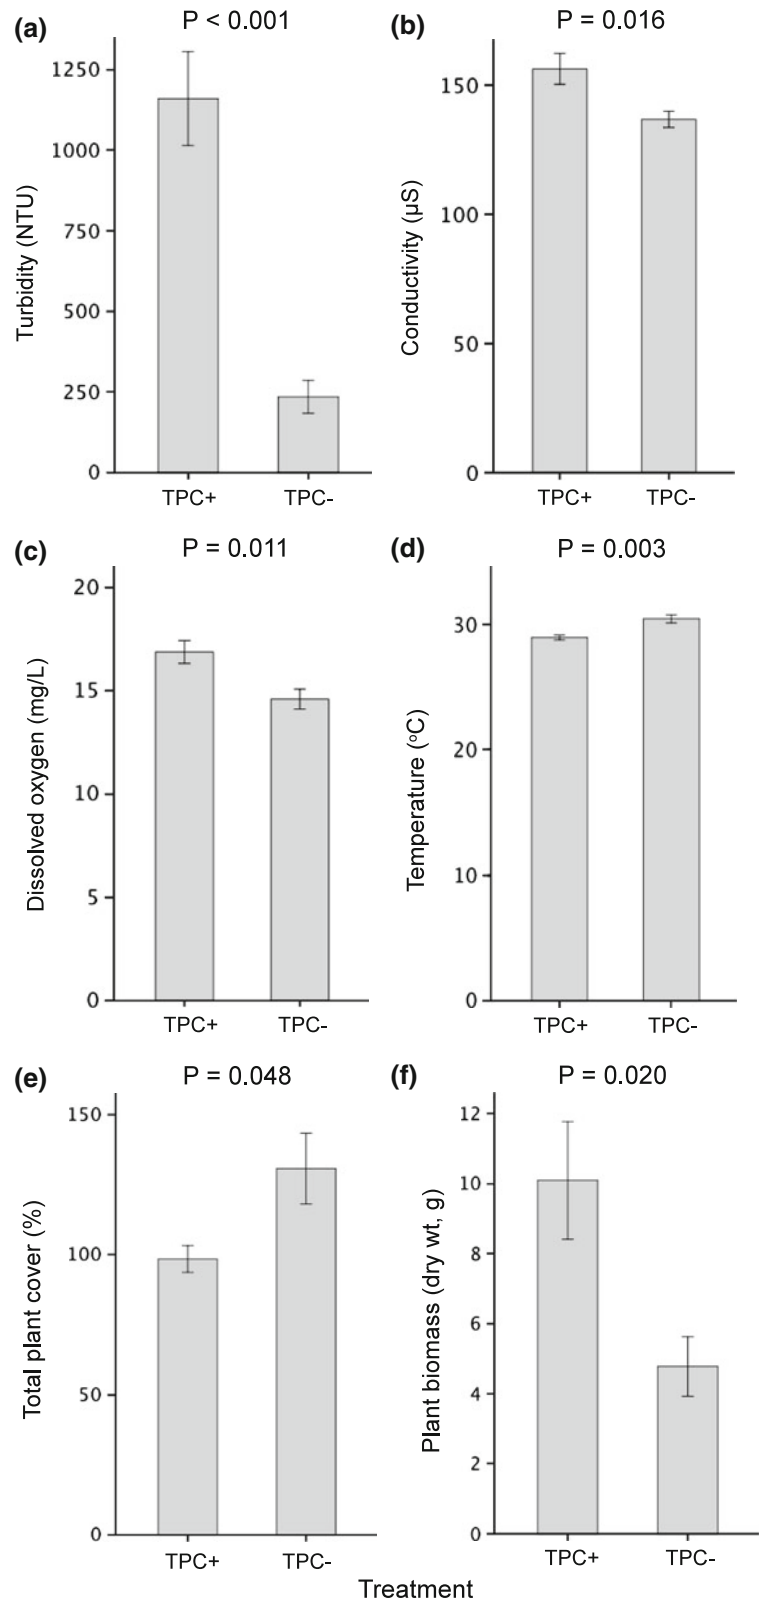 (a)
P < 0.001
Turbidity (NTU)
1250
1000
750
500
250
0
TPC+
TPC-
(b)
P = 0.016
Conductivity (µS)
150
100
50
0
TPC+
TPC-
(c)
P = 0.011
Dissolved oxygen (mg/L)
20
15
10
5
0
TPC+
TPC-
(d)
P = 0.003
Temperature (°C)
30
20
10
0
TPC+
TPC-
(e)
P = 0.048
Total plant cover (%)
150
100
50
0
TPC+
TPC-
(f)
P = 0.020
Plant biomass (dry wt, g)
12
10
8
6
4
2
0
TPC+
TPC-
Treatment